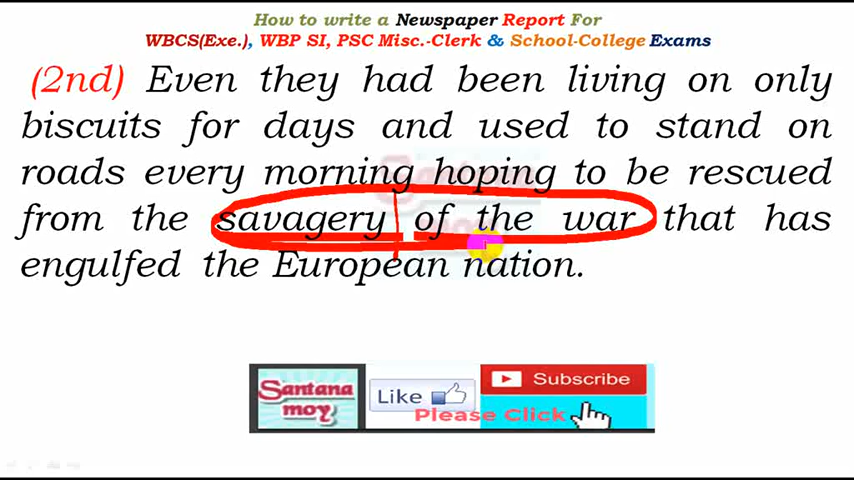 How to write a Newspaper Report For
WBCS(Exe.), WBP SI, PSC Misc.-Clerk & School-College Exams
(2nd) Even they had been living on only
biscuits for days and used to stand on
roads every morning hoping to be rescued
from the savagery of the war that has
engulfed the European nation.
Santana
moy
Like
Subscribe
Please Click